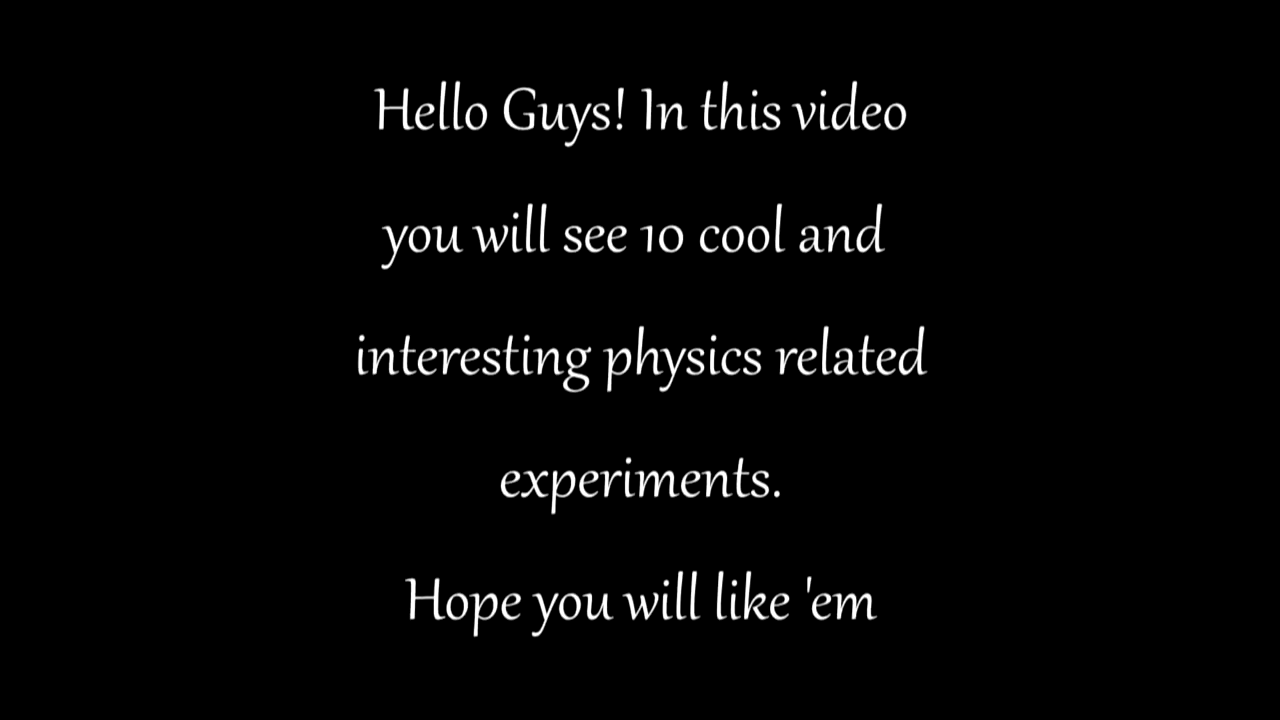 Hello Guys! In this video
you will see 10 cool and
interesting physics related
experiments.
Hope you will like 'em